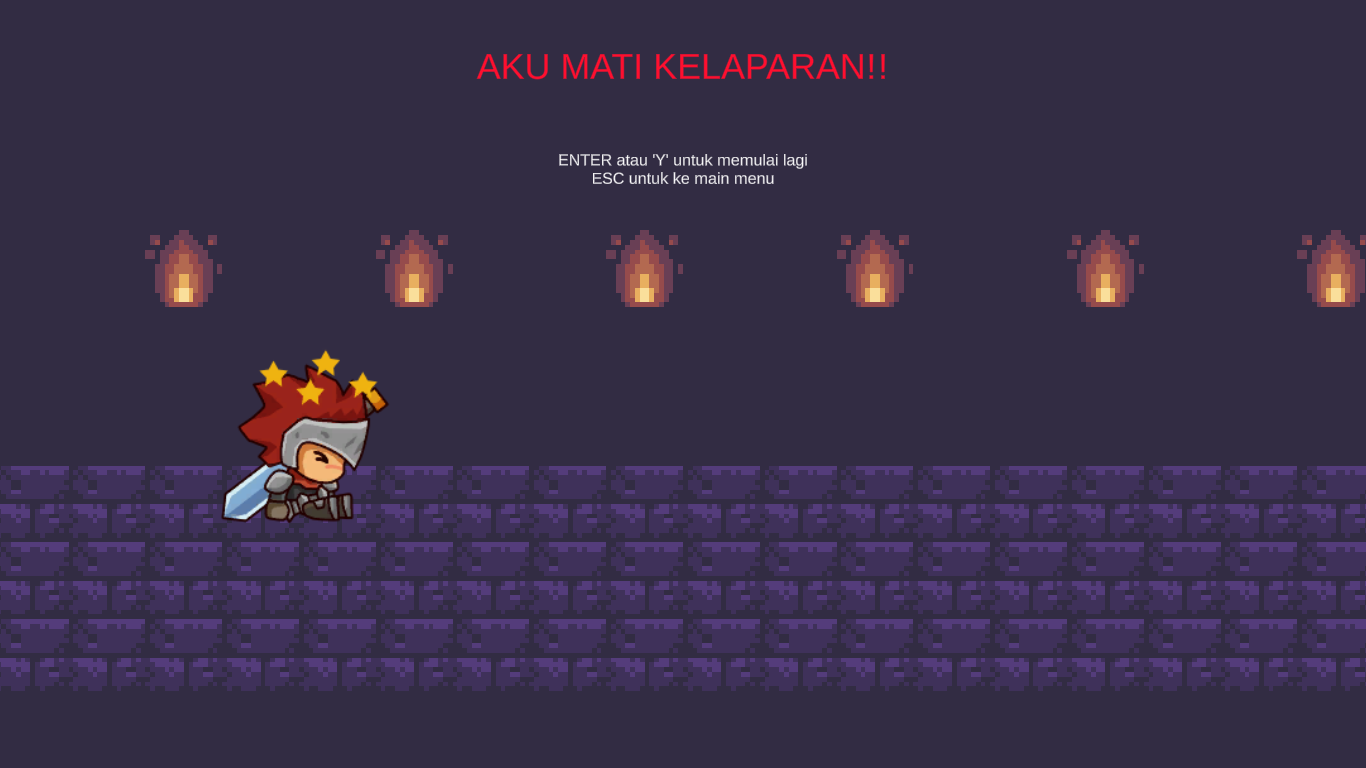 AKU MATI KELAPARAN!!
ENTER atau 'Y' untuk memulai lagi
ESC untuk ke main menu